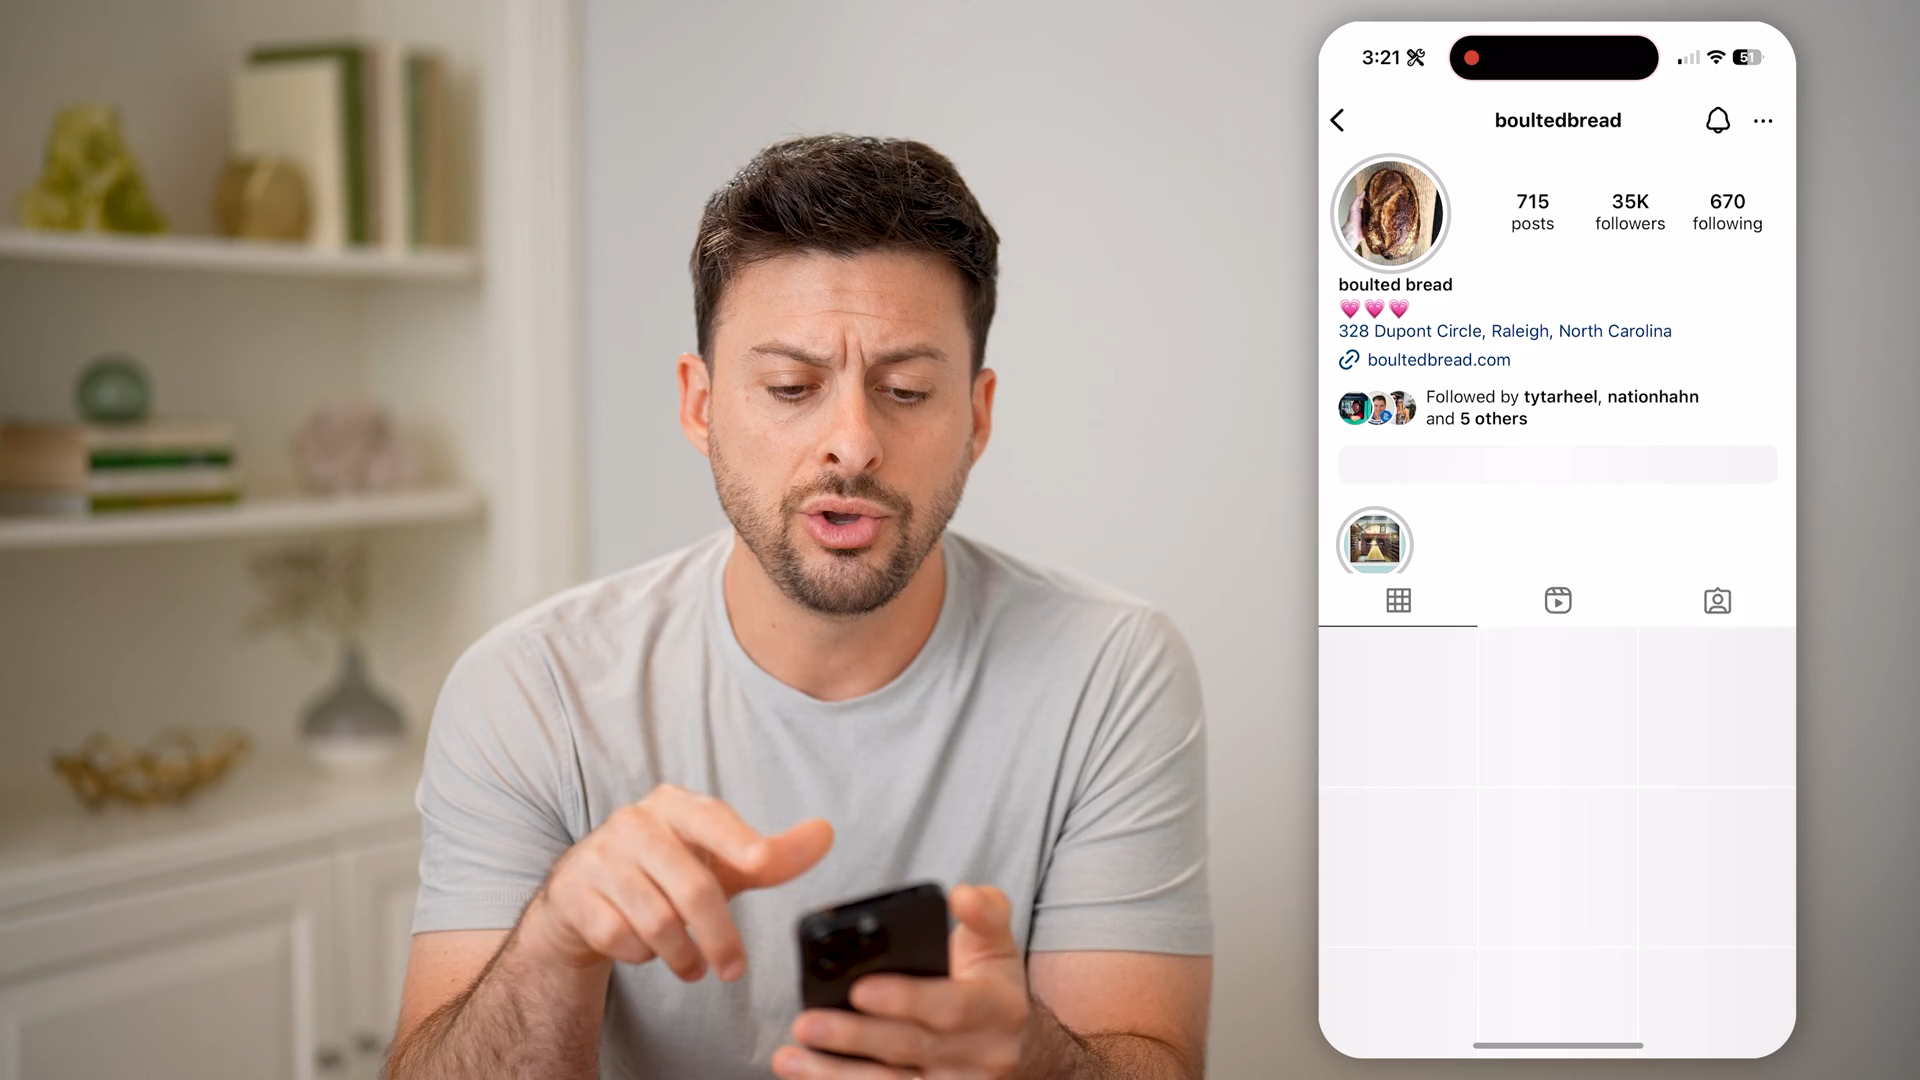 3:21
51
boultedbread
715
posts
35K
followers
670
following
boulted bread
328 Dupont Circle, Raleigh, North Carolina
boultedbread.com
Followed by tytarheel, nationhahn
and 5 others